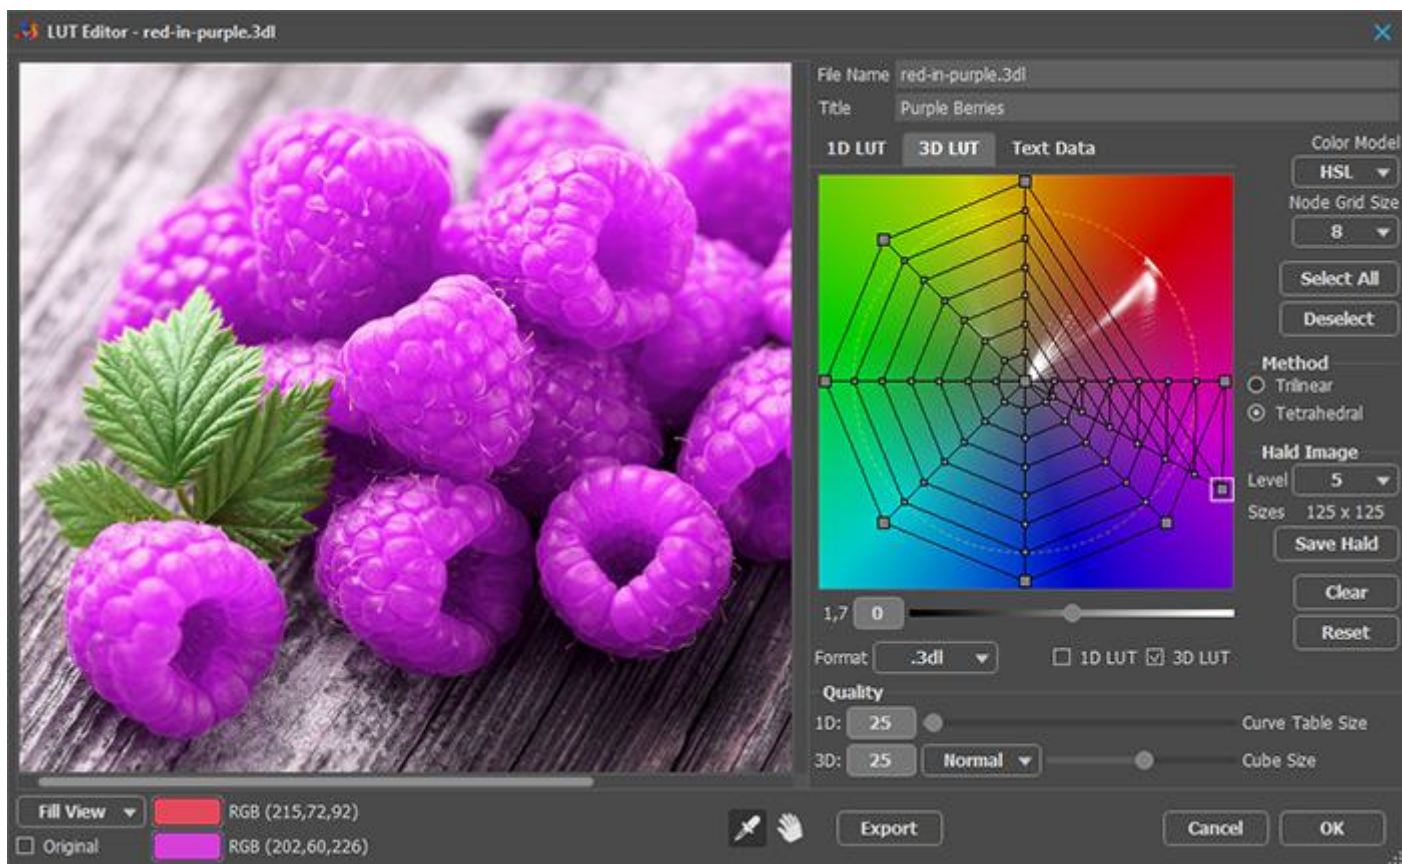 LUT Editor - red-in-purple.3dl
File Name red-in-purple.3dl
Title Purple Berries
1D LUT 3D LUT Text Data
Color Model
HSL
Node Grid Size
8
Select All
Deselect
Method
Trilinear
Tetrahedral
Hald Image
Level 5
Sizes 125 x 125
Save Hald
Clear
Reset
1,7 0
Format .3dl 1D LUT 3D LUT
Quality
1D: 25 Curve Table Size
3D: 25 Normal Cube Size
Fill View RGB (215,72,92)
Original RGB (202,60,226)
Export Cancel OK